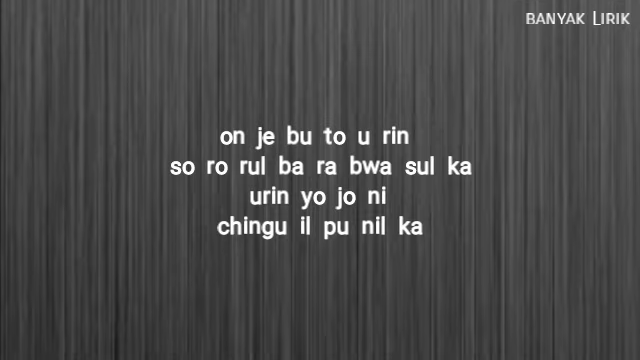 BANYAK LIRIK
on je bu to u rin
so ro rul ba ra bwa sul ka
urin yo jo ni
chingu il pu nil ka